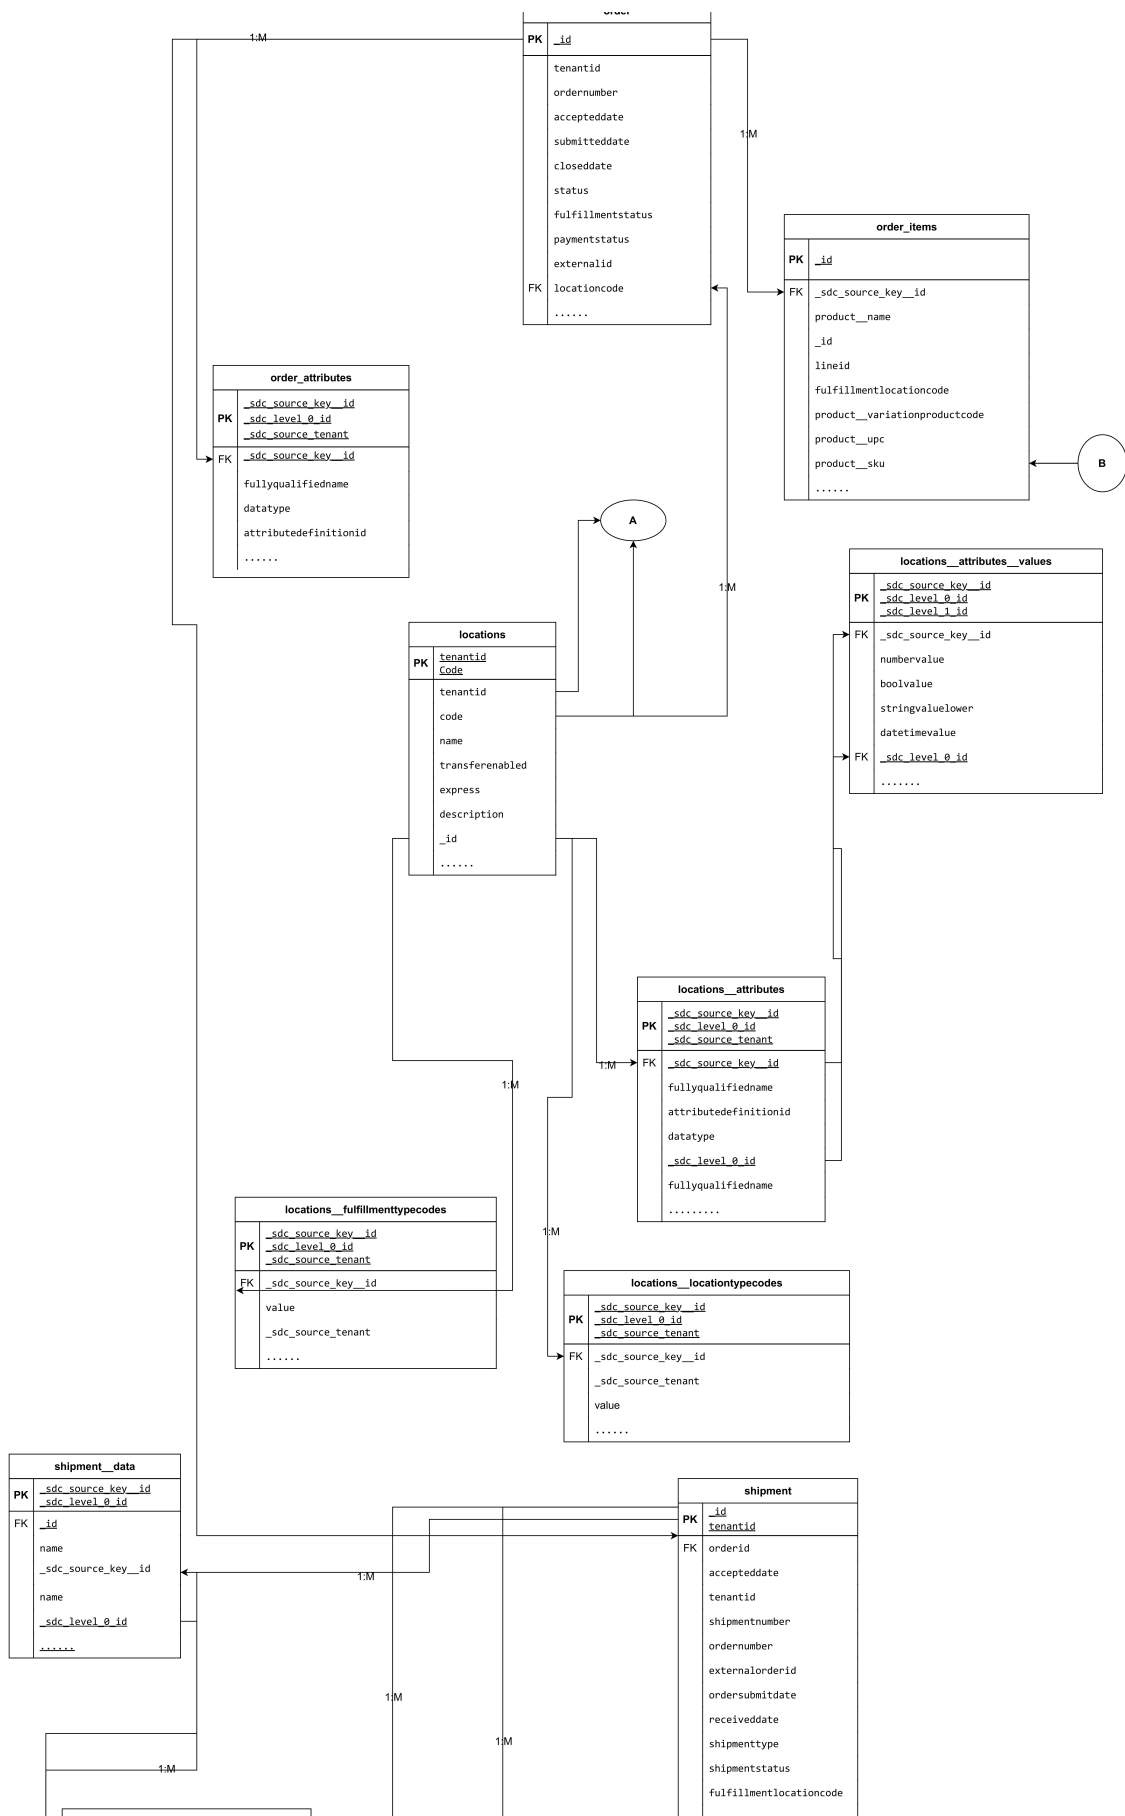 order
PK _id
tenantid
ordernumber
accepteddate
submitteddate
closeddate
status
fulfillmentstatus
paymentstatus
externalid
FK locationcode
......
1:M
1:M
order_items
PK _id
FK _sdc_source_key__id
product__name
_id
lineid
fulfillmentlocationcode
product__variationproductcode
product__upc
product__sku
......
B
order_attributes
_sdc_source_key__id
PK _sdc_level_0_id
_sdc_source_tenant
FK _sdc_source_key__id
fullyqualifiedname
datatype
attributedefinitionid
......
A
1:M
locations__attributes__values
_sdc_source_key__id
PK _sdc_level_0_id
_sdc_level_1_id
FK _sdc_source_key__id
numbervalue
boolvalue
stringvaluelower
datetimevalue
FK _sdc_level_0_id
.......
locations
PK tenantid
Code
tenantid
code
name
transferenabled
express
description
_id
......
locations__attributes
_sdc_source_key__id
PK _sdc_level_0_id
_sdc_source_tenant
FK _sdc_source_key__id
fullyqualifiedname
attributedefinitionid
datatype
_sdc_level_0_id
fullyqualifiedname
.........
1:M
1:M
1:M
locations__fulfillmenttypecodes
_sdc_source_key__id
PK _sdc_level_0_id
_sdc_source_tenant
FK _sdc_source_key__id
value
_sdc_source_tenant
......
locations__locationtypecodes
_sdc_source_key__id
PK _sdc_level_0_id
_sdc_source_tenant
FK _sdc_source_key__id
_sdc_source_tenant
value
......
shipment__data
PK _sdc_source_key__id
_sdc_level_0_id
FK _id
name
_sdc_source_key__id
name
_sdc_level_0_id
......
shipment
PK _id
tenantid
FK orderid
accepteddate
tenantid
shipmentnumber
ordernumber
externalorderid
ordersubmitdate
receiveddate
shipmenttype
shipmentstatus
fulfillmentlocationcode
1:M
1:M
1:M
1:M